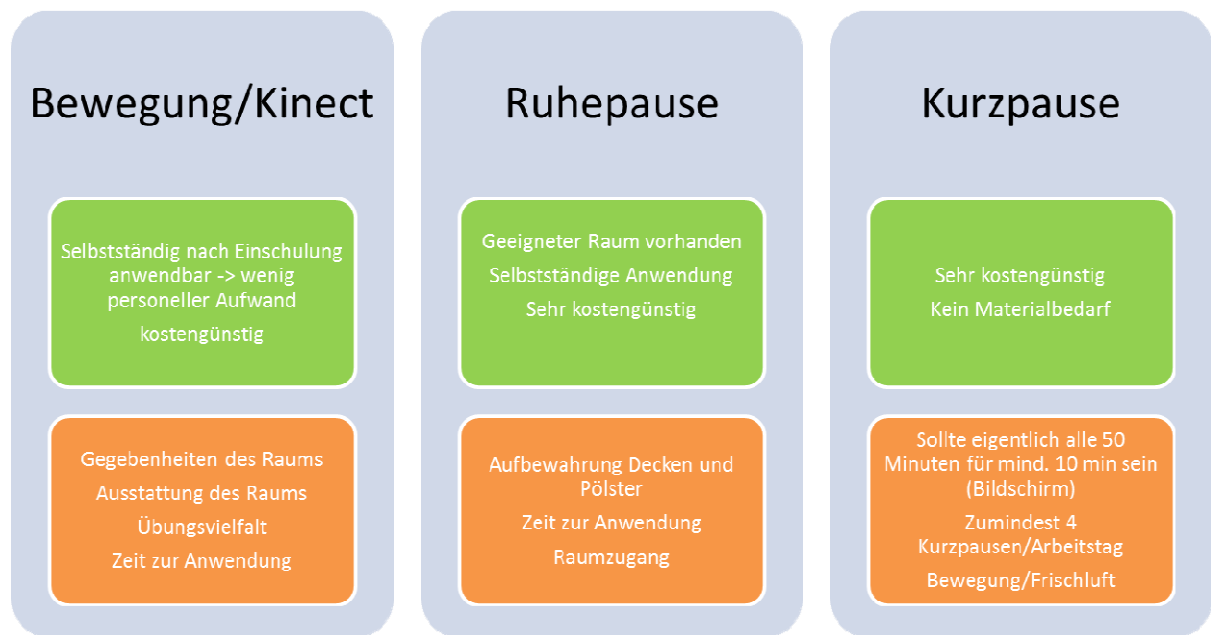 Bewegung/Kinect
Selbstständig nach Einschulung
anwendbar -> wenig
personeller Aufwand
kostengünstig
Gegebenheiten des Raums
Ausstattung des Raums
Übungsvielfalt
Zeit zur Anwendung
Ruhepause
Geeigneter Raum vorhanden
Selbstständige Anwendung
Sehr kostengünstig
Aufbewahrung Decken und
Pölster
Zeit zur Anwendung
Raumzugang
Kurzpause
Sehr kostengünstig
Kein Materialbedarf
Sollte eigentlich alle 50
Minuten für mind. 10 min sein
(Bildschirm)
Zumindest 4
Kurzpausen/Arbeitstag
Bewegung/Frischluft